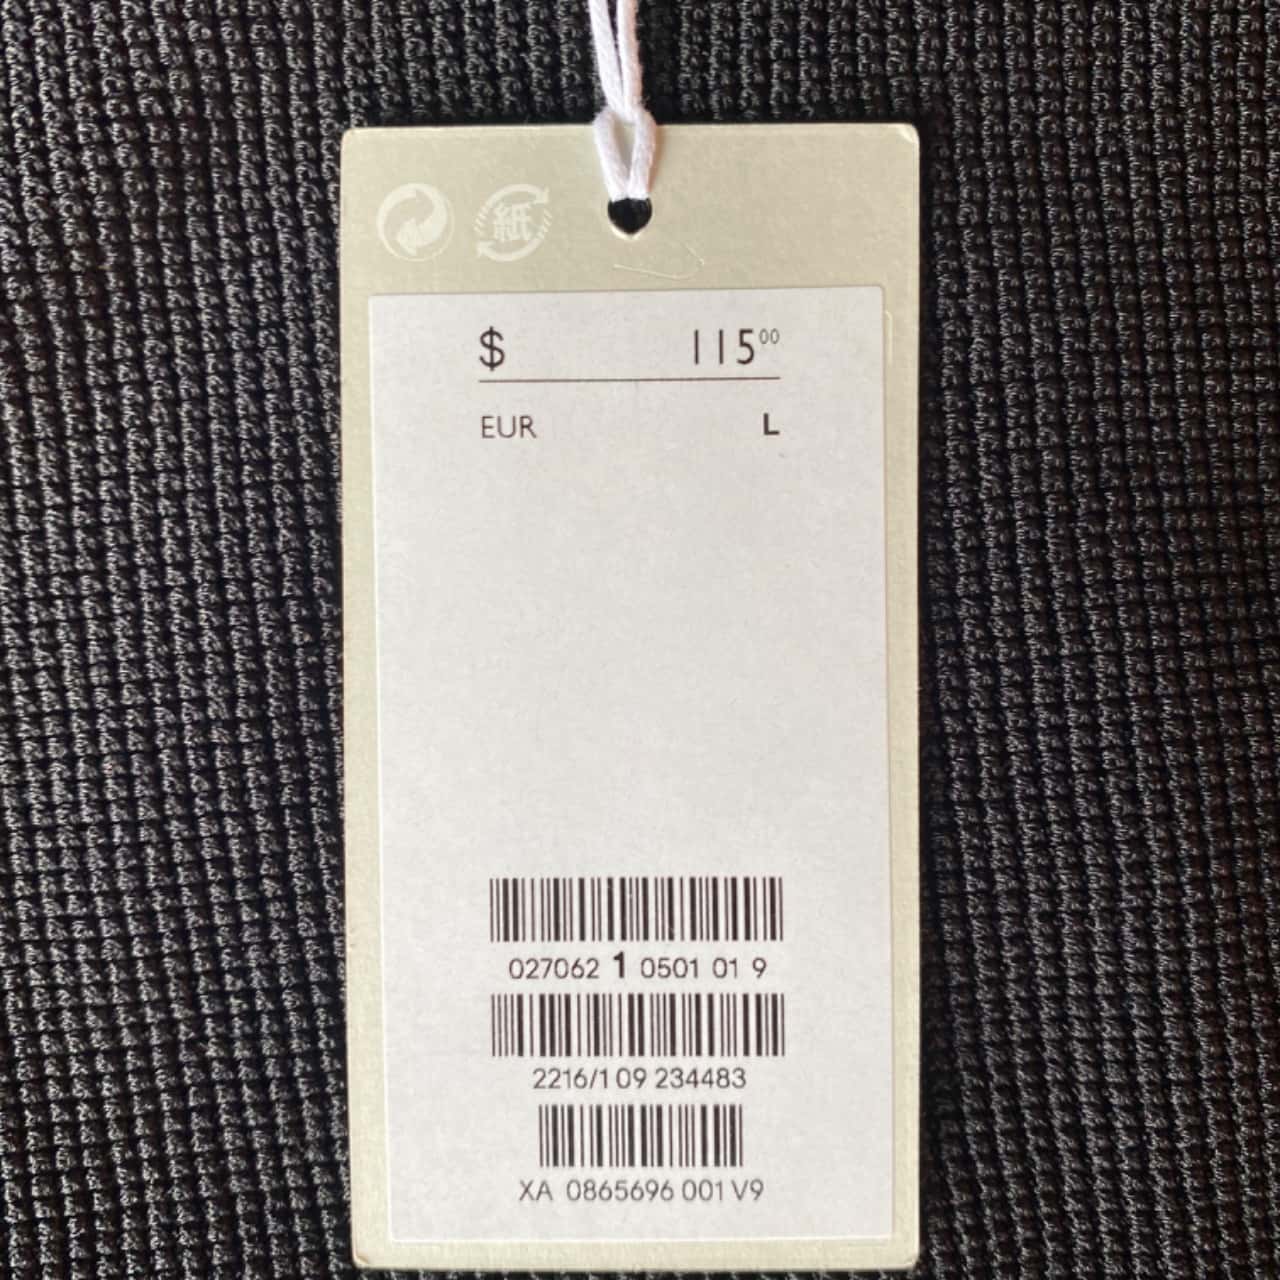 紙
$ 115⁰⁰
EUR L
027062 1 0501 01 9
2216/1 09 234483
XA 0865696 001 V9